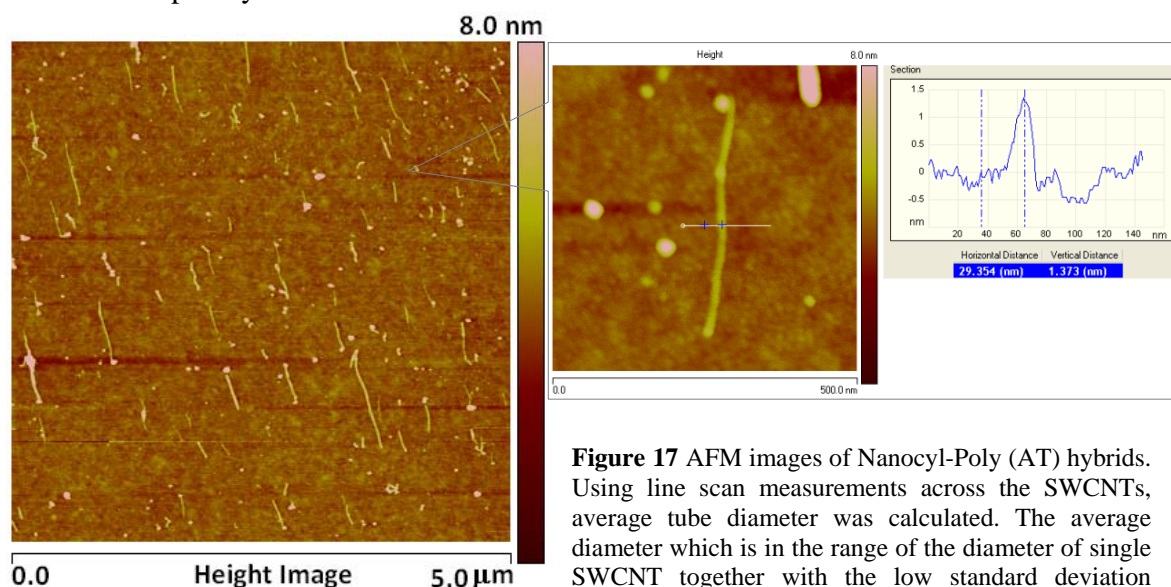 8.0 nm
0.0 Height Image 5.0 µm
Height 8.0 nm
0.0 500.0 nm
Section
1.5
1
0.5
0
-0.5
nm
20 40 60 80 100 120 140 nm
Horizontal Distance Vertical Distance
29.354 (nm) 1.373 (nm)
Figure 17 AFM images of Nanocyl-Poly (AT) hybrids.
Using line scan measurements across the SWCNTs,
average tube diameter was calculated. The average
diameter which is in the range of the diameter of single
SWCNT together with the low standard deviation